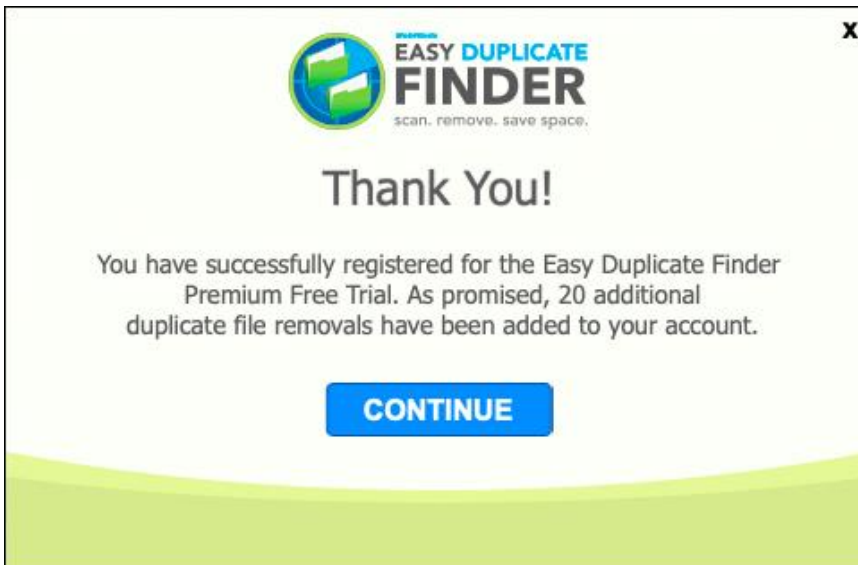 X
EASY DUPLICATE
FINDER
scan. remove. save space.
Thank You!
You have successfully registered for the Easy Duplicate Finder
Premium Free Trial. As promised, 20 additional
duplicate file removals have been added to your account.
CONTINUE